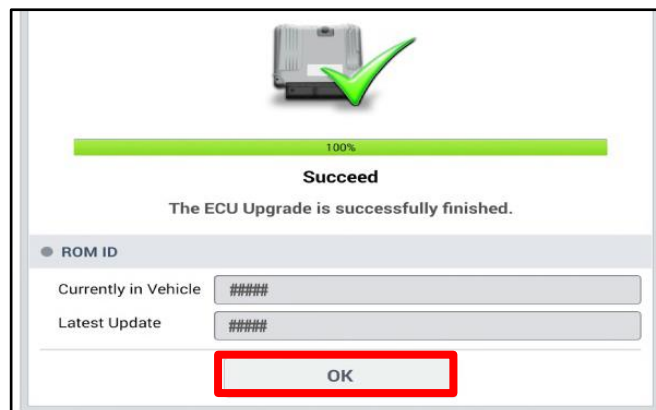 100%
Succeed
The ECU Upgrade is successfully finished.
ROM ID
Currently in Vehicle #####
Latest Update #####
OK